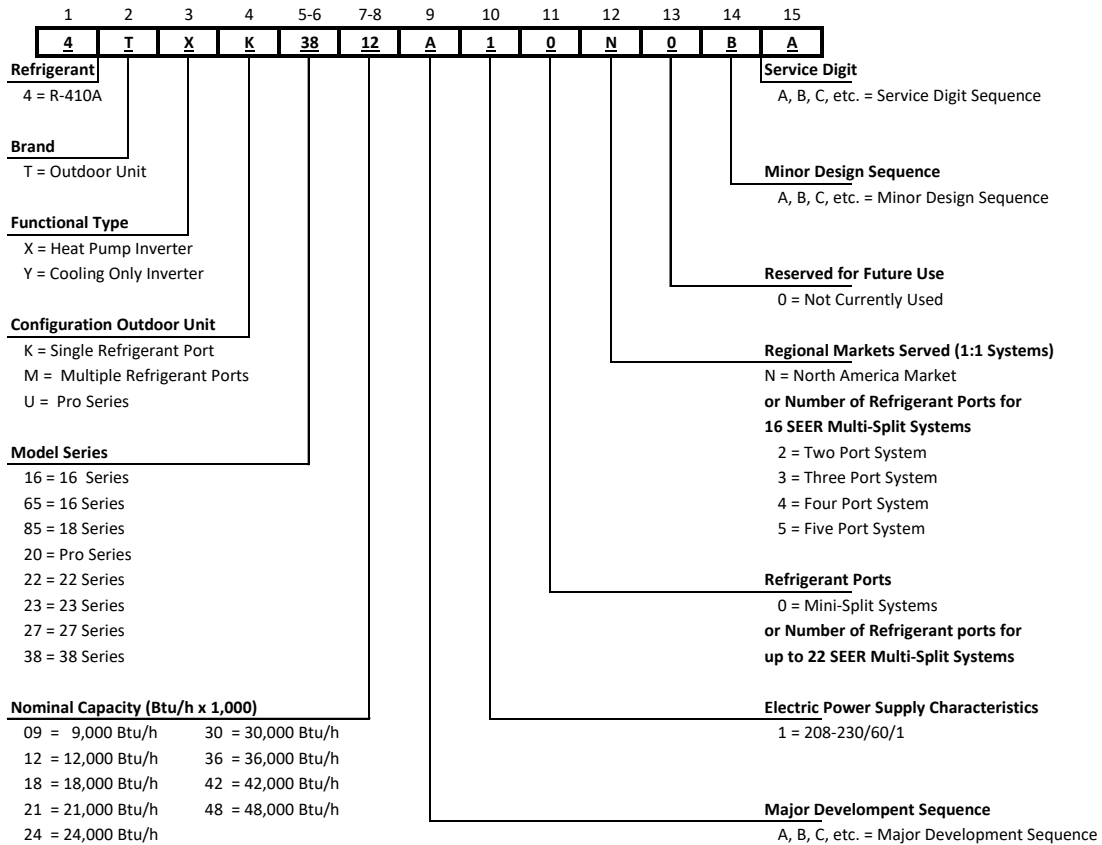 1 2 3 4 5-6 7-8 9 10 11 12 13 14 15
4 T X K 38 12 A 1 0 N 0 B A
Refrigerant
4 = R-410A
Brand
T = Outdoor Unit
Functional Type
X = Heat Pump Inverter
Y = Cooling Only Inverter
Configuration Outdoor Unit
K = Single Refrigerant Port
M = Multiple Refrigerant Ports
U = Pro Series
Model Series
16 = 16 Series
65 = 16 Series
85 = 18 Series
20 = Pro Series
22 = 22 Series
23 = 23 Series
27 = 27 Series
38 = 38 Series
Nominal Capacity (Btu/h x 1,000)
09 = 9,000 Btu/h 30 = 30,000 Btu/h
12 = 12,000 Btu/h 36 = 36,000 Btu/h
18 = 18,000 Btu/h 42 = 42,000 Btu/h
21 = 21,000 Btu/h 48 = 48,000 Btu/h
24 = 24,000 Btu/h
Service Digit
A, B, C, etc. = Service Digit Sequence
Minor Design Sequence
A, B, C, etc. = Minor Design Sequence
Reserved for Future Use
0 = Not Currently Used
Regional Markets Served (1:1 Systems)
N = North America Market
or Number of Refrigerant Ports for
16 SEER Multi-Split Systems
2 = Two Port System
3 = Three Port System
4 = Four Port System
5 = Five Port System
Refrigerant Ports
0 = Mini-Split Systems
or Number of Refrigerant ports for
up to 22 SEER Multi-Split Systems
Electric Power Supply Characteristics
1 = 208-230/60/1
Major Develompent Sequence
A, B, C, etc. = Major Development Sequence